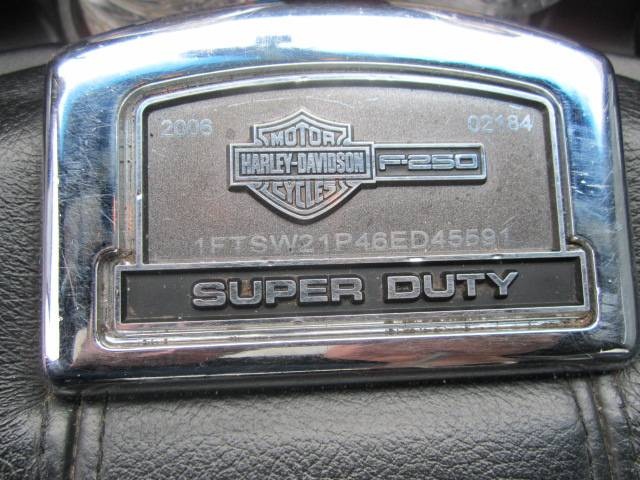 2006 02184
MOTOR
HARLEY-DAVIDSON F-250
CYCLES
1FTSW21P46ED45591
SUPER DUTY